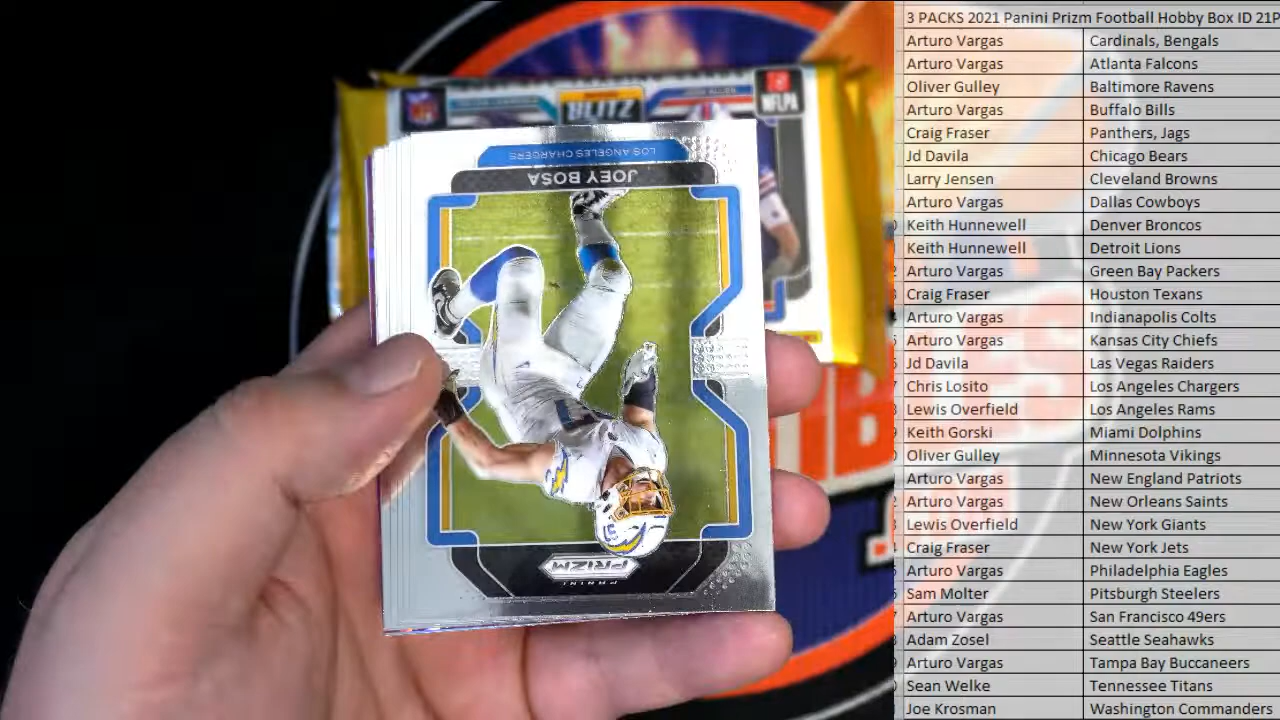 3 PACKS 2021 Panini Prizm Football Hobby Box ID 21P
Arturo Vargas Cardinals, Bengals
Arturo Vargas Atlanta Falcons
Oliver Gulley Baltimore Ravens
Arturo Vargas Buffalo Bills
Craig Fraser Panthers, Jags
Jd Davila Chicago Bears
Larry Jensen Cleveland Browns
Arturo Vargas Dallas Cowboys
Keith Hunnewell Denver Broncos
Keith Hunnewell Detroit Lions
Arturo Vargas Green Bay Packers
Craig Fraser Houston Texans
Arturo Vargas Indianapolis Colts
Arturo Vargas Kansas City Chiefs
Jd Davila Las Vegas Raiders
Chris Losito Los Angeles Chargers
Lewis Overfield Los Angeles Rams
Keith Gorski Miami Dolphins
Oliver Gulley Minnesota Vikings
Arturo Vargas New England Patriots
Arturo Vargas New Orleans Saints
Lewis Overfield New York Giants
Craig Fraser New York Jets
Arturo Vargas Philadelphia Eagles
Sam Molter Pittsburgh Steelers
Arturo Vargas San Francisco 49ers
Adam Zosel Seattle Seahawks
Arturo Vargas Tampa Bay Buccaneers
Sean Welke Tennessee Titans
Joe Krosman Washington Commanders
BLITZ
NFLPA
LOS ANGELES CHARGERS
JOEY BOSA
PRIZM
PANINI